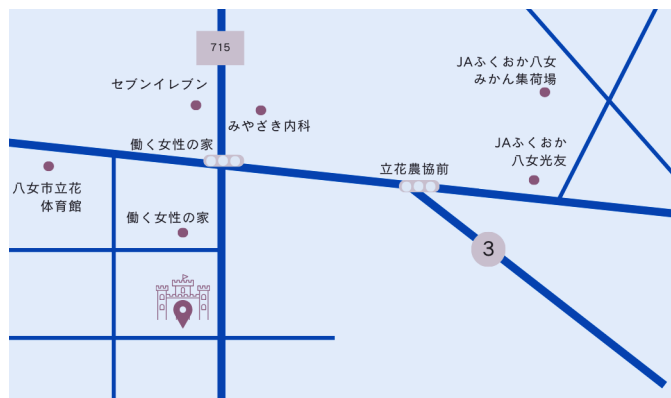 715
セブンイレブン
みやざき内科
働く女性の家
JAふくおか八女
みかん集荷場
JAふくおか
八女光友
立花農協前
八女市立花
体育館
働く女性の家
3